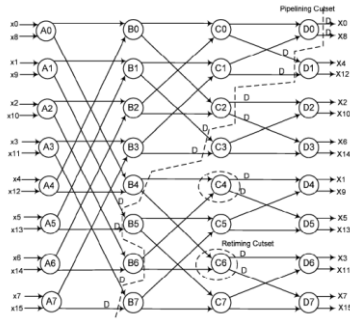 Pipelining Cutset
D
x0 A0 B0 C0 D0 X0
x8 D X8
D
x1 A1 B1 C1 D1 X4
x9 X12
D
x2 A2 B2 C2 D2 X2
x10 X10
D
x3 A3 B3 C3 D3 X6
x11 D X14
D
x4 A4 B4 C4 D D4 X1
x12 D X9
x5 A5 D B5 C5 D5 X5
x13 X13
Retiming Cutset
x6 A6 D B6 C6 D D6 X3
x14 D X11
x7 A7 B7 C7 D7 X7
x15 D X15